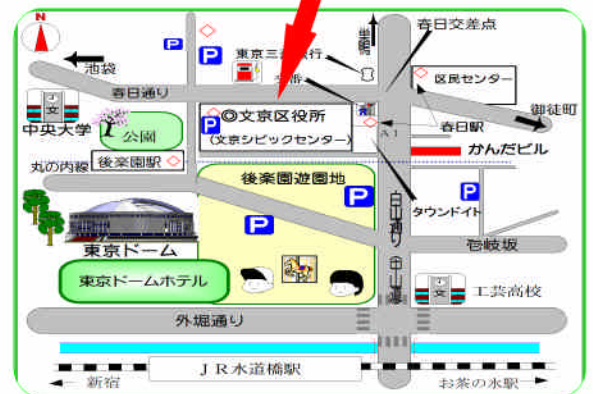 N
春日交差点
P
P
東京三菱銀行
池袋
区民センター
春日通り
御徒町
文
中央大学
公園
◎文京区役所
P
(文京シビックセンター)
A1
春日駅
かんだビル
丸の内線
後楽園駅
後楽園遊園地
P
P
P
タウンドイト
白山通り
東京ドーム
壱岐坂
東京ドームホテル
文
工芸高校
外堀通り
JR水道橋駅
新宿
お茶の水駅